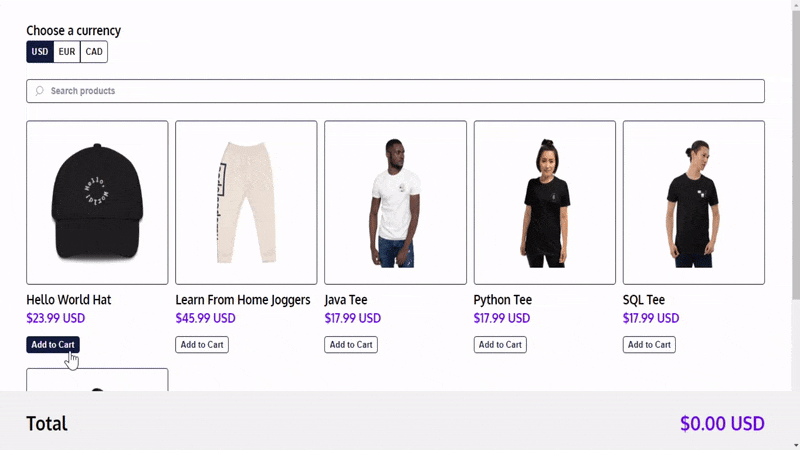 Choose a currency
USD EUR CAD
Search products
Hello World Hat
$23.99 USD
Add to Cart
Learn From Home Joggers
$45.99 USD
Add to Cart
Java Tee
$17.99 USD
Add to Cart
Python Tee
$17.99 USD
Add to Cart
SQL Tee
$17.99 USD
Add to Cart
Total
$0.00 USD